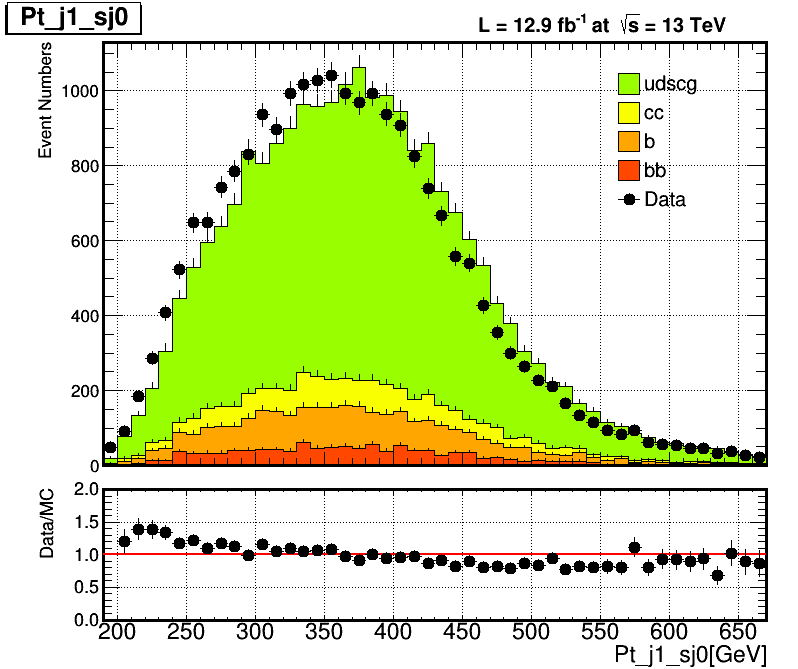 Pt_j1_sj0
L = 12.9 fb⁻¹ at √s = 13 TeV
Event Numbers
1000
800
600
400
200
0
udscg
cc
b
bb
Data
Data/MC
2.0
1.5
1.0
0.5
0.0
200 250 300 350 400 450 500 550 600 650
Pt_j1_sj0[GeV]